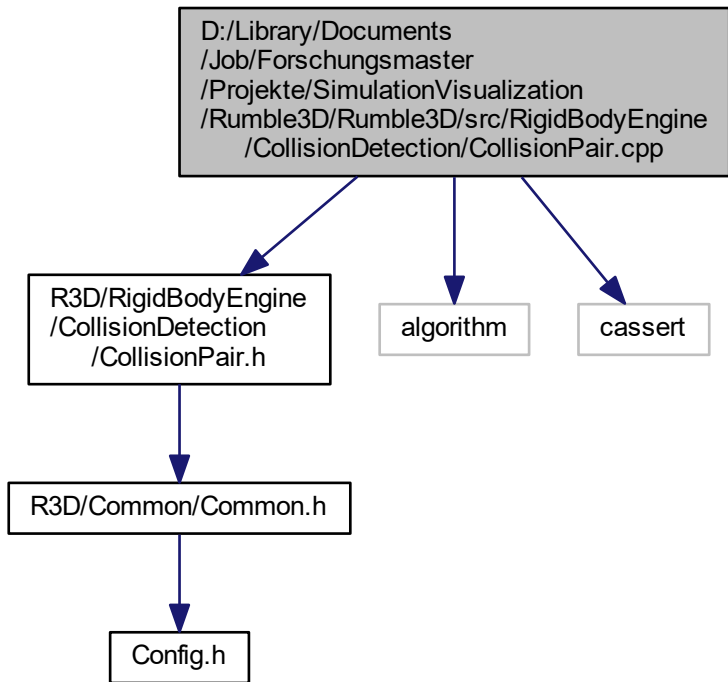 D:/Library/Documents
/Job/Forschungsmaster
/Projekte/SimulationVisualization
/Rumble3D/Rumble3D/src/RigidBodyEngine
/CollisionDetection/CollisionPair.cpp
R3D/RigidBodyEngine
/CollisionDetection
/CollisionPair.h
algorithm
cassert
R3D/Common/Common.h
Config.h